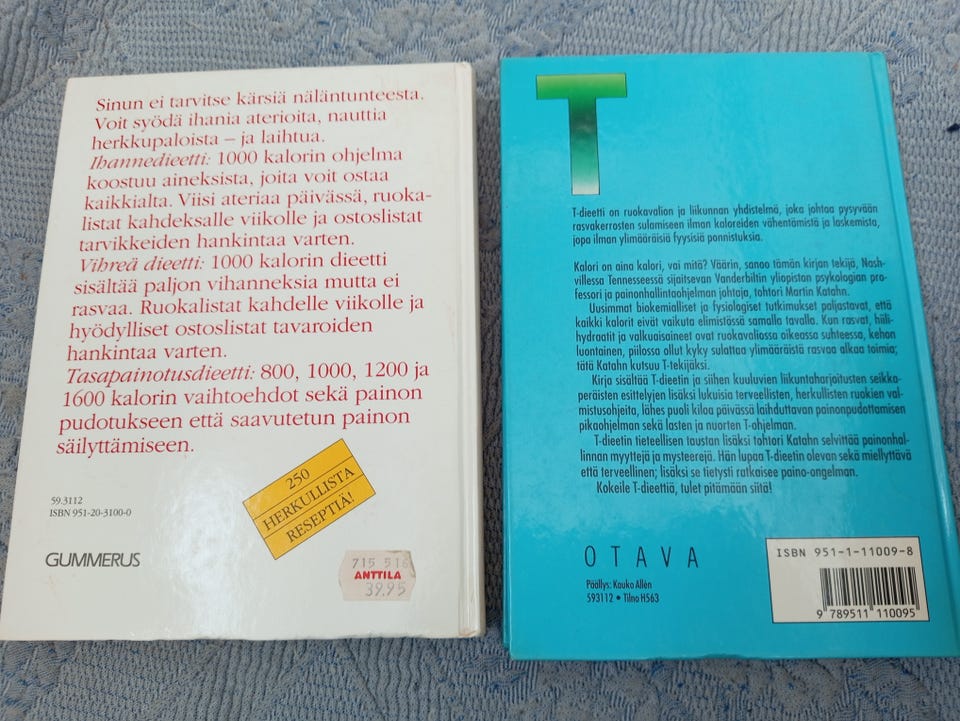 Sinun ei tarvitse kärsiä näläntunteesta.
Voit syödä ihania aterioita, nauttia
herkkupaloista – ja laihtua.
Ihannedieetti: 1000 kalorin ohjelma
koostuu aineksista, joita voit ostaa
kaikkialta. Viisi ateriaa päivässä, ruoka-
listat kahdeksalle viikolle ja ostoslistat
tarvikkeiden hankintaa varten.
Vihreä dieetti: 1000 kalorin dieetti
sisältää paljon vihanneksia mutta ei
rasvaa. Ruokalistat kahdelle viikolle ja
hyödylliset ostoslistat tavaroiden
hankintaa varten.
Tasapainotusdieetti: 800, 1000, 1200 ja
1600 kalorin vaihtoehdot sekä painon
pudotukseen että saavutetun painon
säilyttämiseen.
250
HERKULLISTA
RESEPTIÄ!
59.3112
ISBN 951-20-3100-0
GUMMERUS
715 516
ANTTILA
39.95
T
T-dieetti on ruokavalion ja liikunnan yhdistelmä, joka johtaa pysyvään
rasvakerrosten sulamiseen ilman kaloreiden vähentämistä ja laskemista,
jopa ilman ylimääräisiä fyysisiä ponnistuksia.
Kalori on aina kalori, vai mitä? Väärin, sanoo tämän kirjan tekijä, Nash-
villessa Tennesseessä sijaitsevan Vanderbiltin yliopiston psykologian pro-
fessori ja painonhallintaohjelman johtaja, tohtori Martin Katahn.
Uusimmat biokemialliset ja fysiologiset tutkimukset paljastavat, että
kaikki kalorit eivät vaikuta elimistössä samalla tavalla. Kun rasvat, hiili-
hydraatit ja valkuaisaineet ovat ruokavaliossa oikeassa suhteessa, kehon
luontainen, piilossa ollut kyky sulattaa ylimääräistä rasvaa alkaa toimia;
tätä Katahn kutsuu T-tekijäksi.
Kirja sisältää T-dieetin ja siihen kuuluvien liikuntaharjoitusten seikka-
peräisten esittelyjen lisäksi lukuisia terveellisten, herkullisten ruokien val-
mistusohjeita, lähes puoli kiloa päivässä laihduttavan painonpudottamisen
pikaohjelman sekä lasten ja nuorten T-ohjelman.
T-dieetin tieteellisen taustan lisäksi tohtori Katahn selvittää painonhal-
linnan myyttejä ja mysteerejä. Hän lupaa T-dieetin olevan sekä miellyttävä
että terveellinen; lisäksi se tietysti ratkaisee paino-ongelman.
Kokeile T-dieettiä, tulet pitämään siitä!
OTAVA
Päällys: Kauko Allén
593112 • Tilno H563
ISBN 951-1-11009-8
9 789511 110095